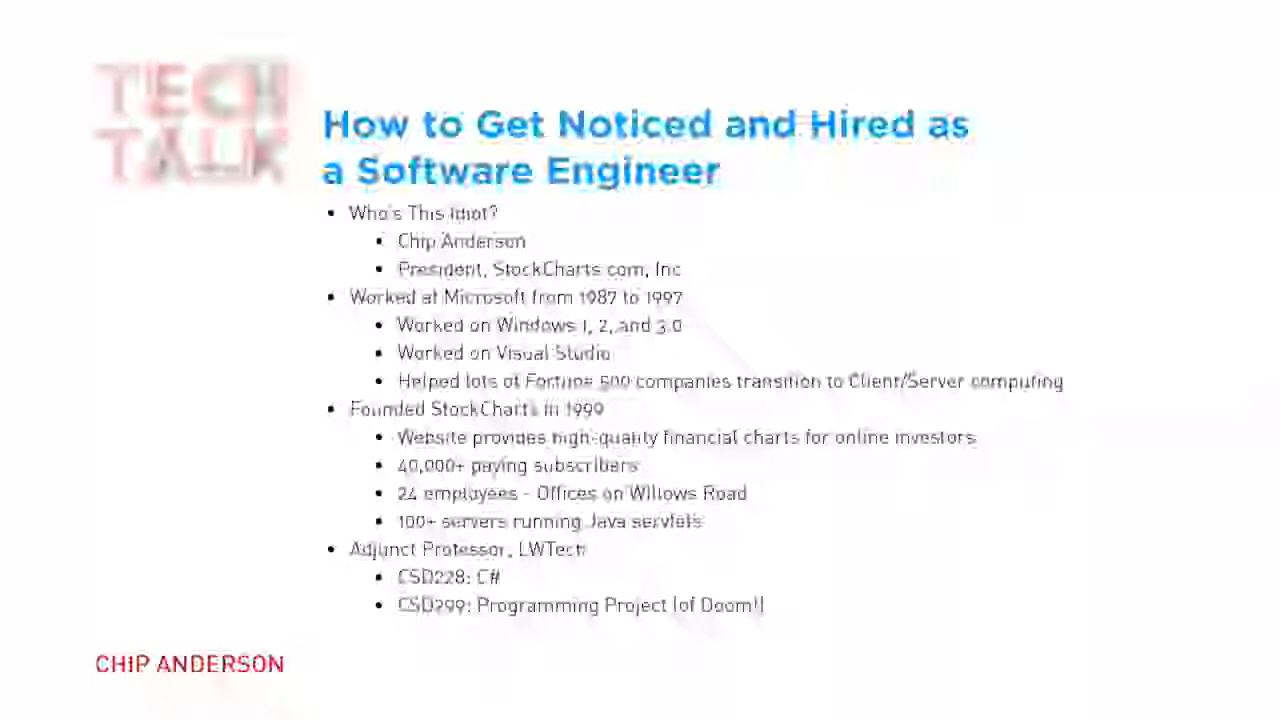 TECH
TALK
How to Get Noticed and Hired as
a Software Engineer
• Who's This Idiot?
• Chip Anderson
• President, StockCharts.com, Inc
• Worked at Microsoft from 1987 to 1997
• Worked on Windows 1, 2, and 3.0
• Worked on Visual Studio
• Helped lots of Fortune 500 companies transition to Client/Server computing
• Founded StockCharts in 1999
• Website provides high-quality financial charts for online investors
• 40,000+ paying subscribers
• 24 employees - Offices on Willows Road
• 100+ servers running Java servlets
• Adjunct Professor, LWTech
• CSD228: C#
• CSD299: Programming Project (of Doom!)
CHIP ANDERSON